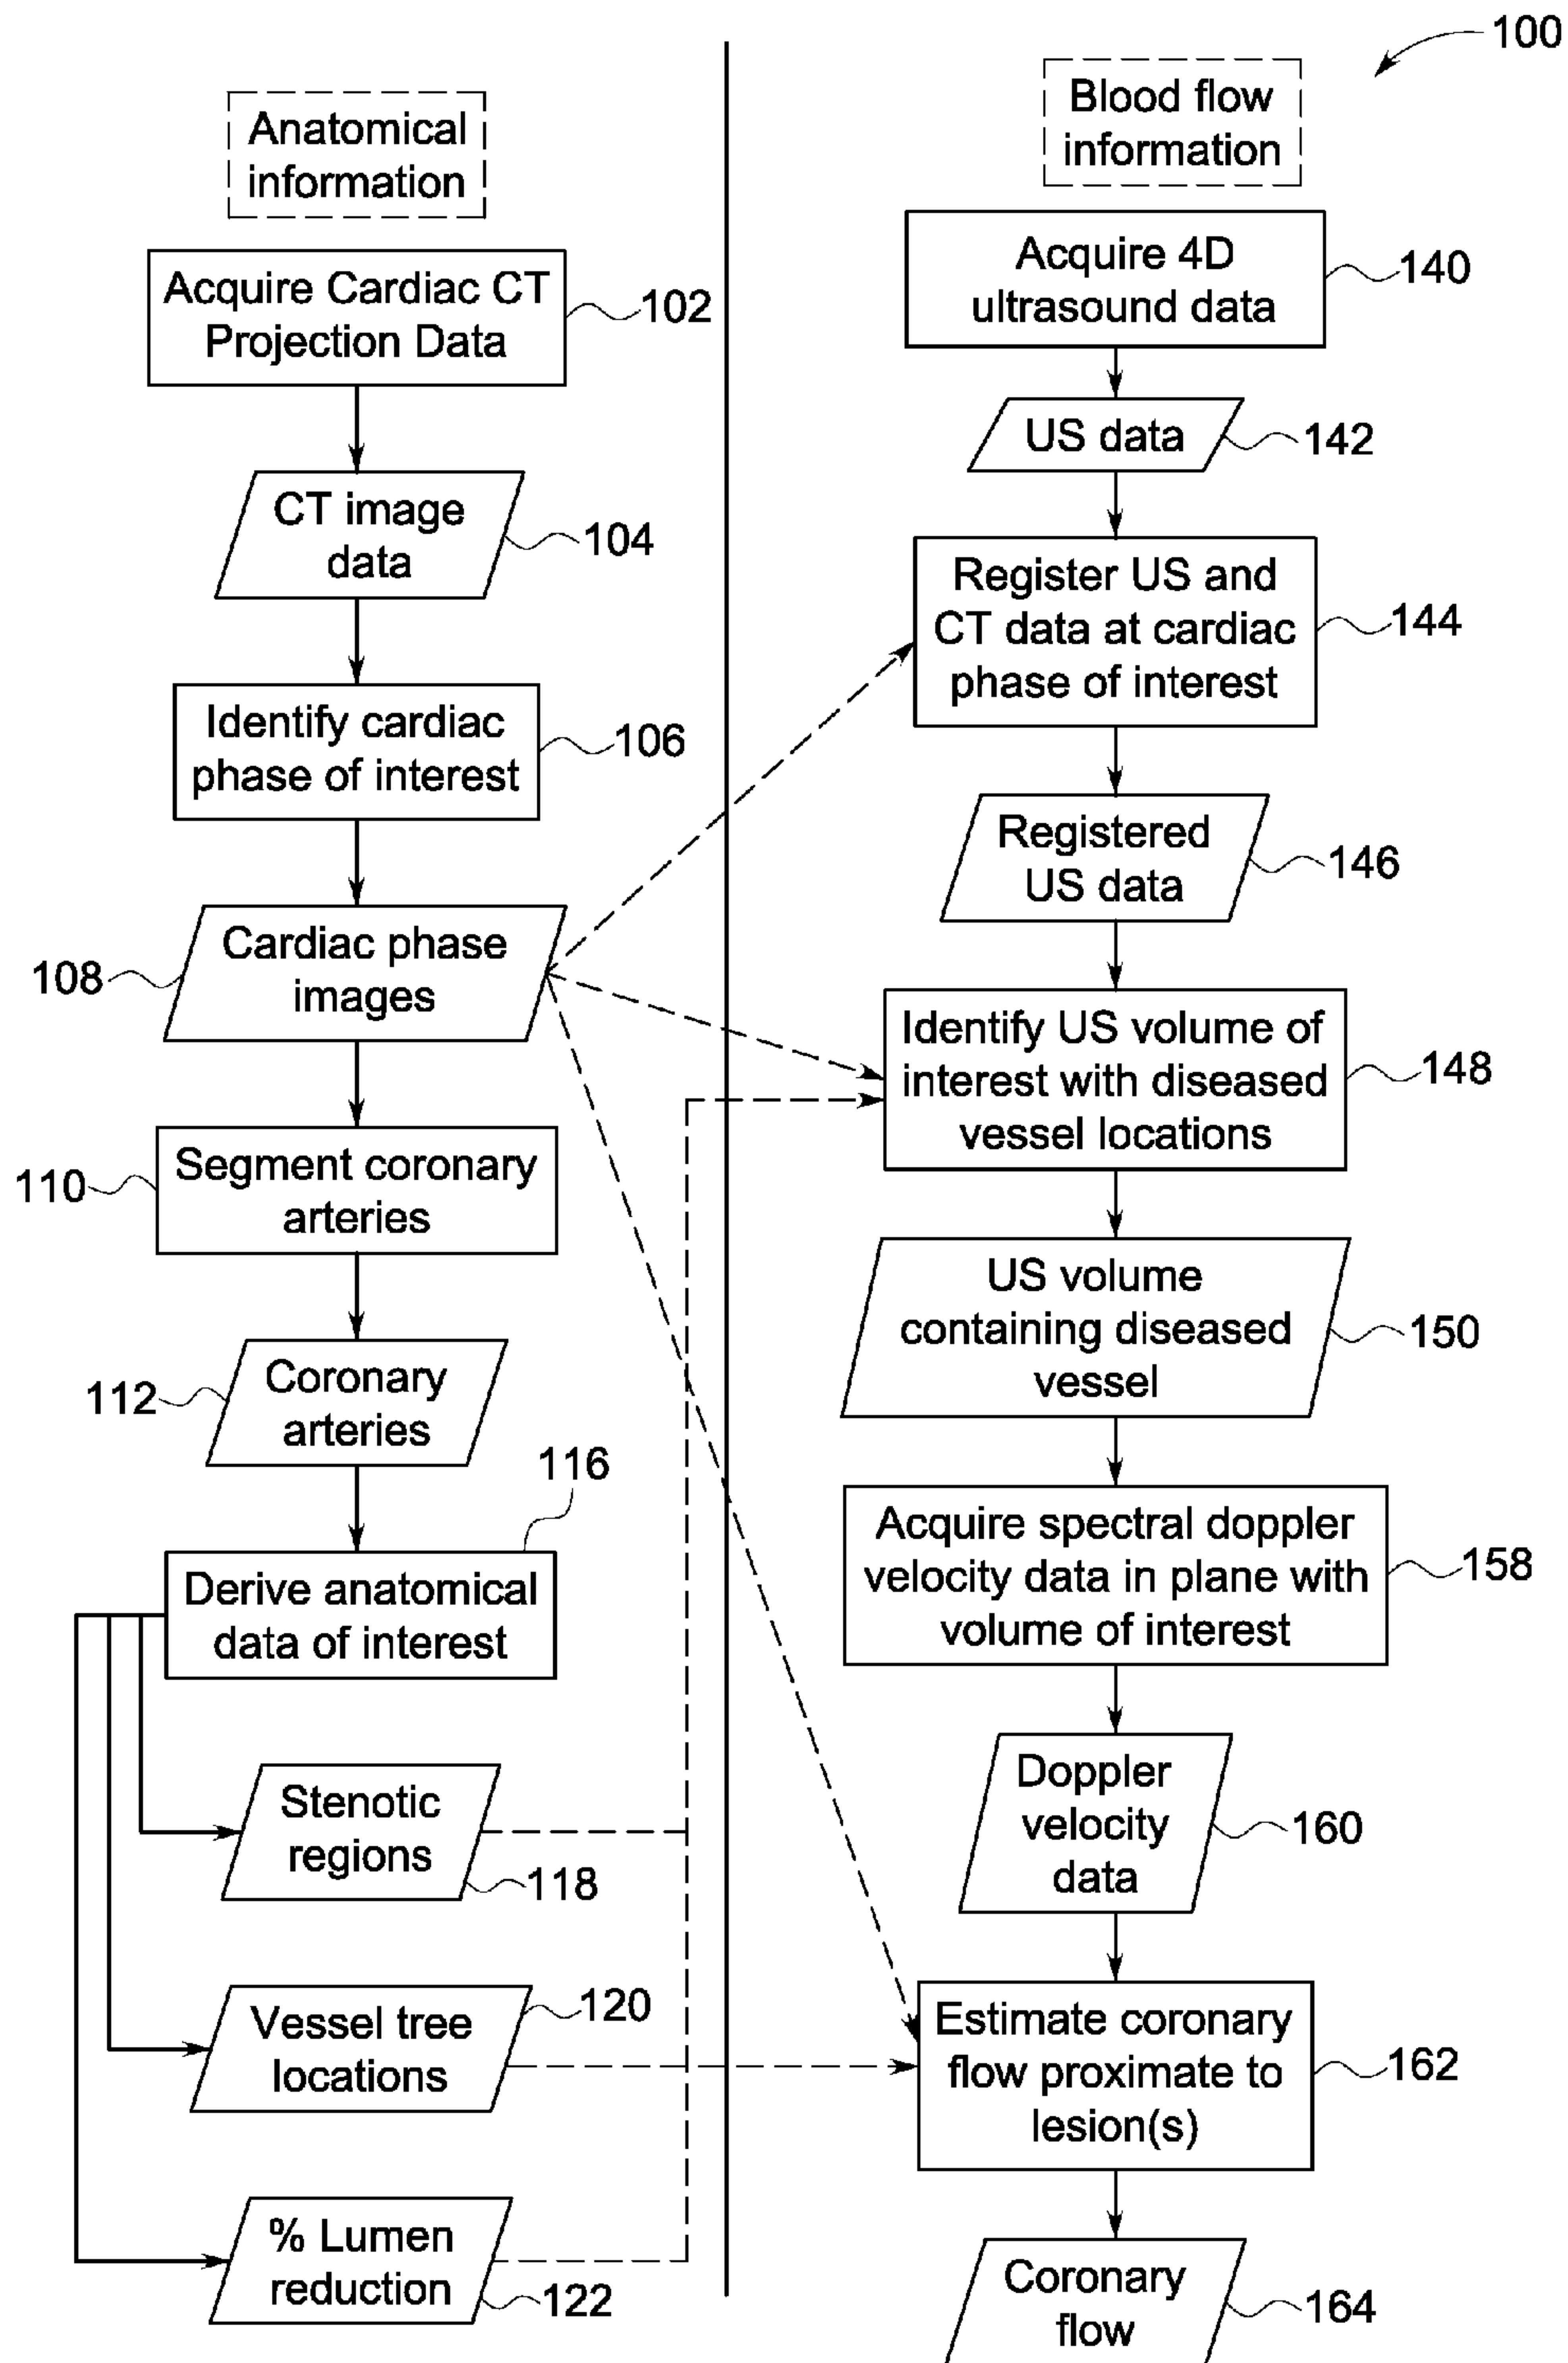 100
Anatomical
information
Acquire Cardiac CT
Projection Data
102
CT image
data
104
Identify cardiac
phase of interest
106
Cardiac phase
images
108
Segment coronary
arteries
110
Coronary
arteries
112
116
Derive anatomical
data of interest
Stenotic
regions
118
Vessel tree
locations
120
% Lumen
reduction
122
Blood flow
information
Acquire 4D
ultrasound data
140
US data
142
Register US and
CT data at cardiac
phase of interest
144
Registered
US data
146
Identify US volume of
interest with diseased
vessel locations
148
US volume
containing diseased
vessel
150
Acquire spectral doppler
velocity data in plane with
volume of interest
158
Doppler
velocity
data
160
Estimate coronary
flow proximate to
lesion(s)
162
Coronary
flow
164